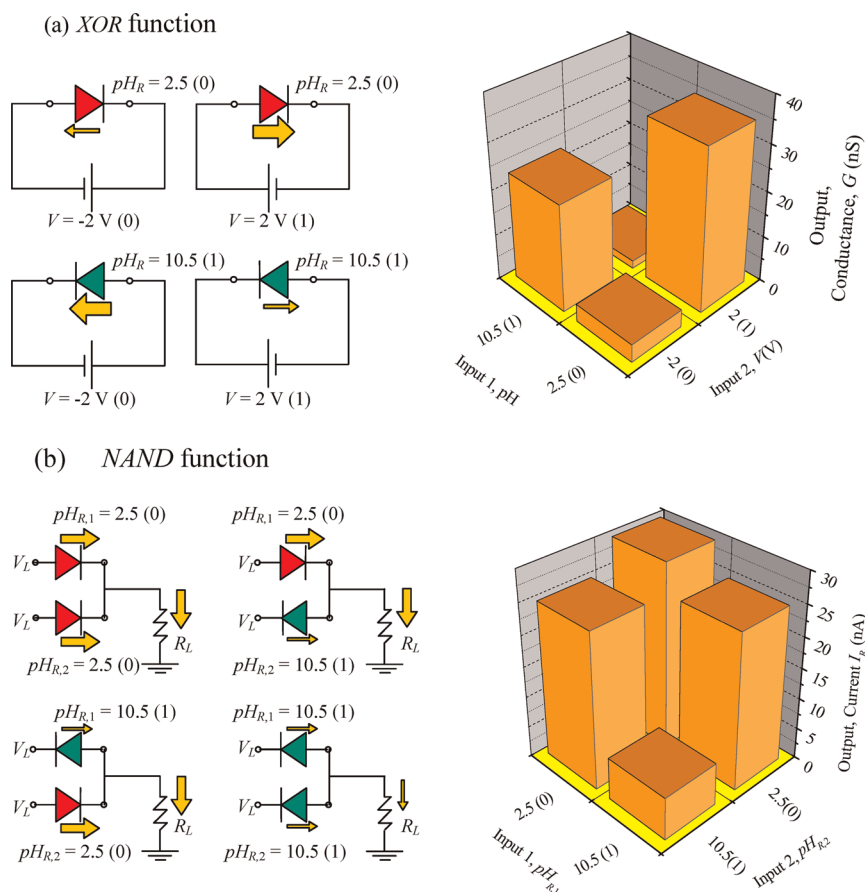 (a) XOR function
pH_R = 2.5 (0)
pH_R = 2.5 (0)
V = -2 V (0)
V = 2 V (1)
pH_R = 10.5 (1)
pH_R = 10.5 (1)
V = -2 V (0)
V = 2 V (1)
40
30
20
10
0
Output,
Conductance, G (nS)
10.5 (1)
2.5 (0)
Input 1, pH
-2 (0)
2 (1)
Input 2, V(V)
(b) NAND function
pH_R,1 = 2.5 (0)
pH_R,1 = 2.5 (0)
V_L
V_L
V_L
V_L
R_L
R_L
pH_R,2 = 2.5 (0)
pH_R,2 = 10.5 (1)
pH_R,1 = 10.5 (1)
pH_R,1 = 10.5 (1)
V_L
V_L
V_L
V_L
R_L
R_L
pH_R,2 = 2.5 (0)
pH_R,2 = 10.5 (1)
30
25
20
15
10
5
0
Output, Current I_R (nA)
2.5 (0)
10.5 (1)
Input 1, pH_R,1
10.5(1)
2.5(0)
Input 2, pH_R,2